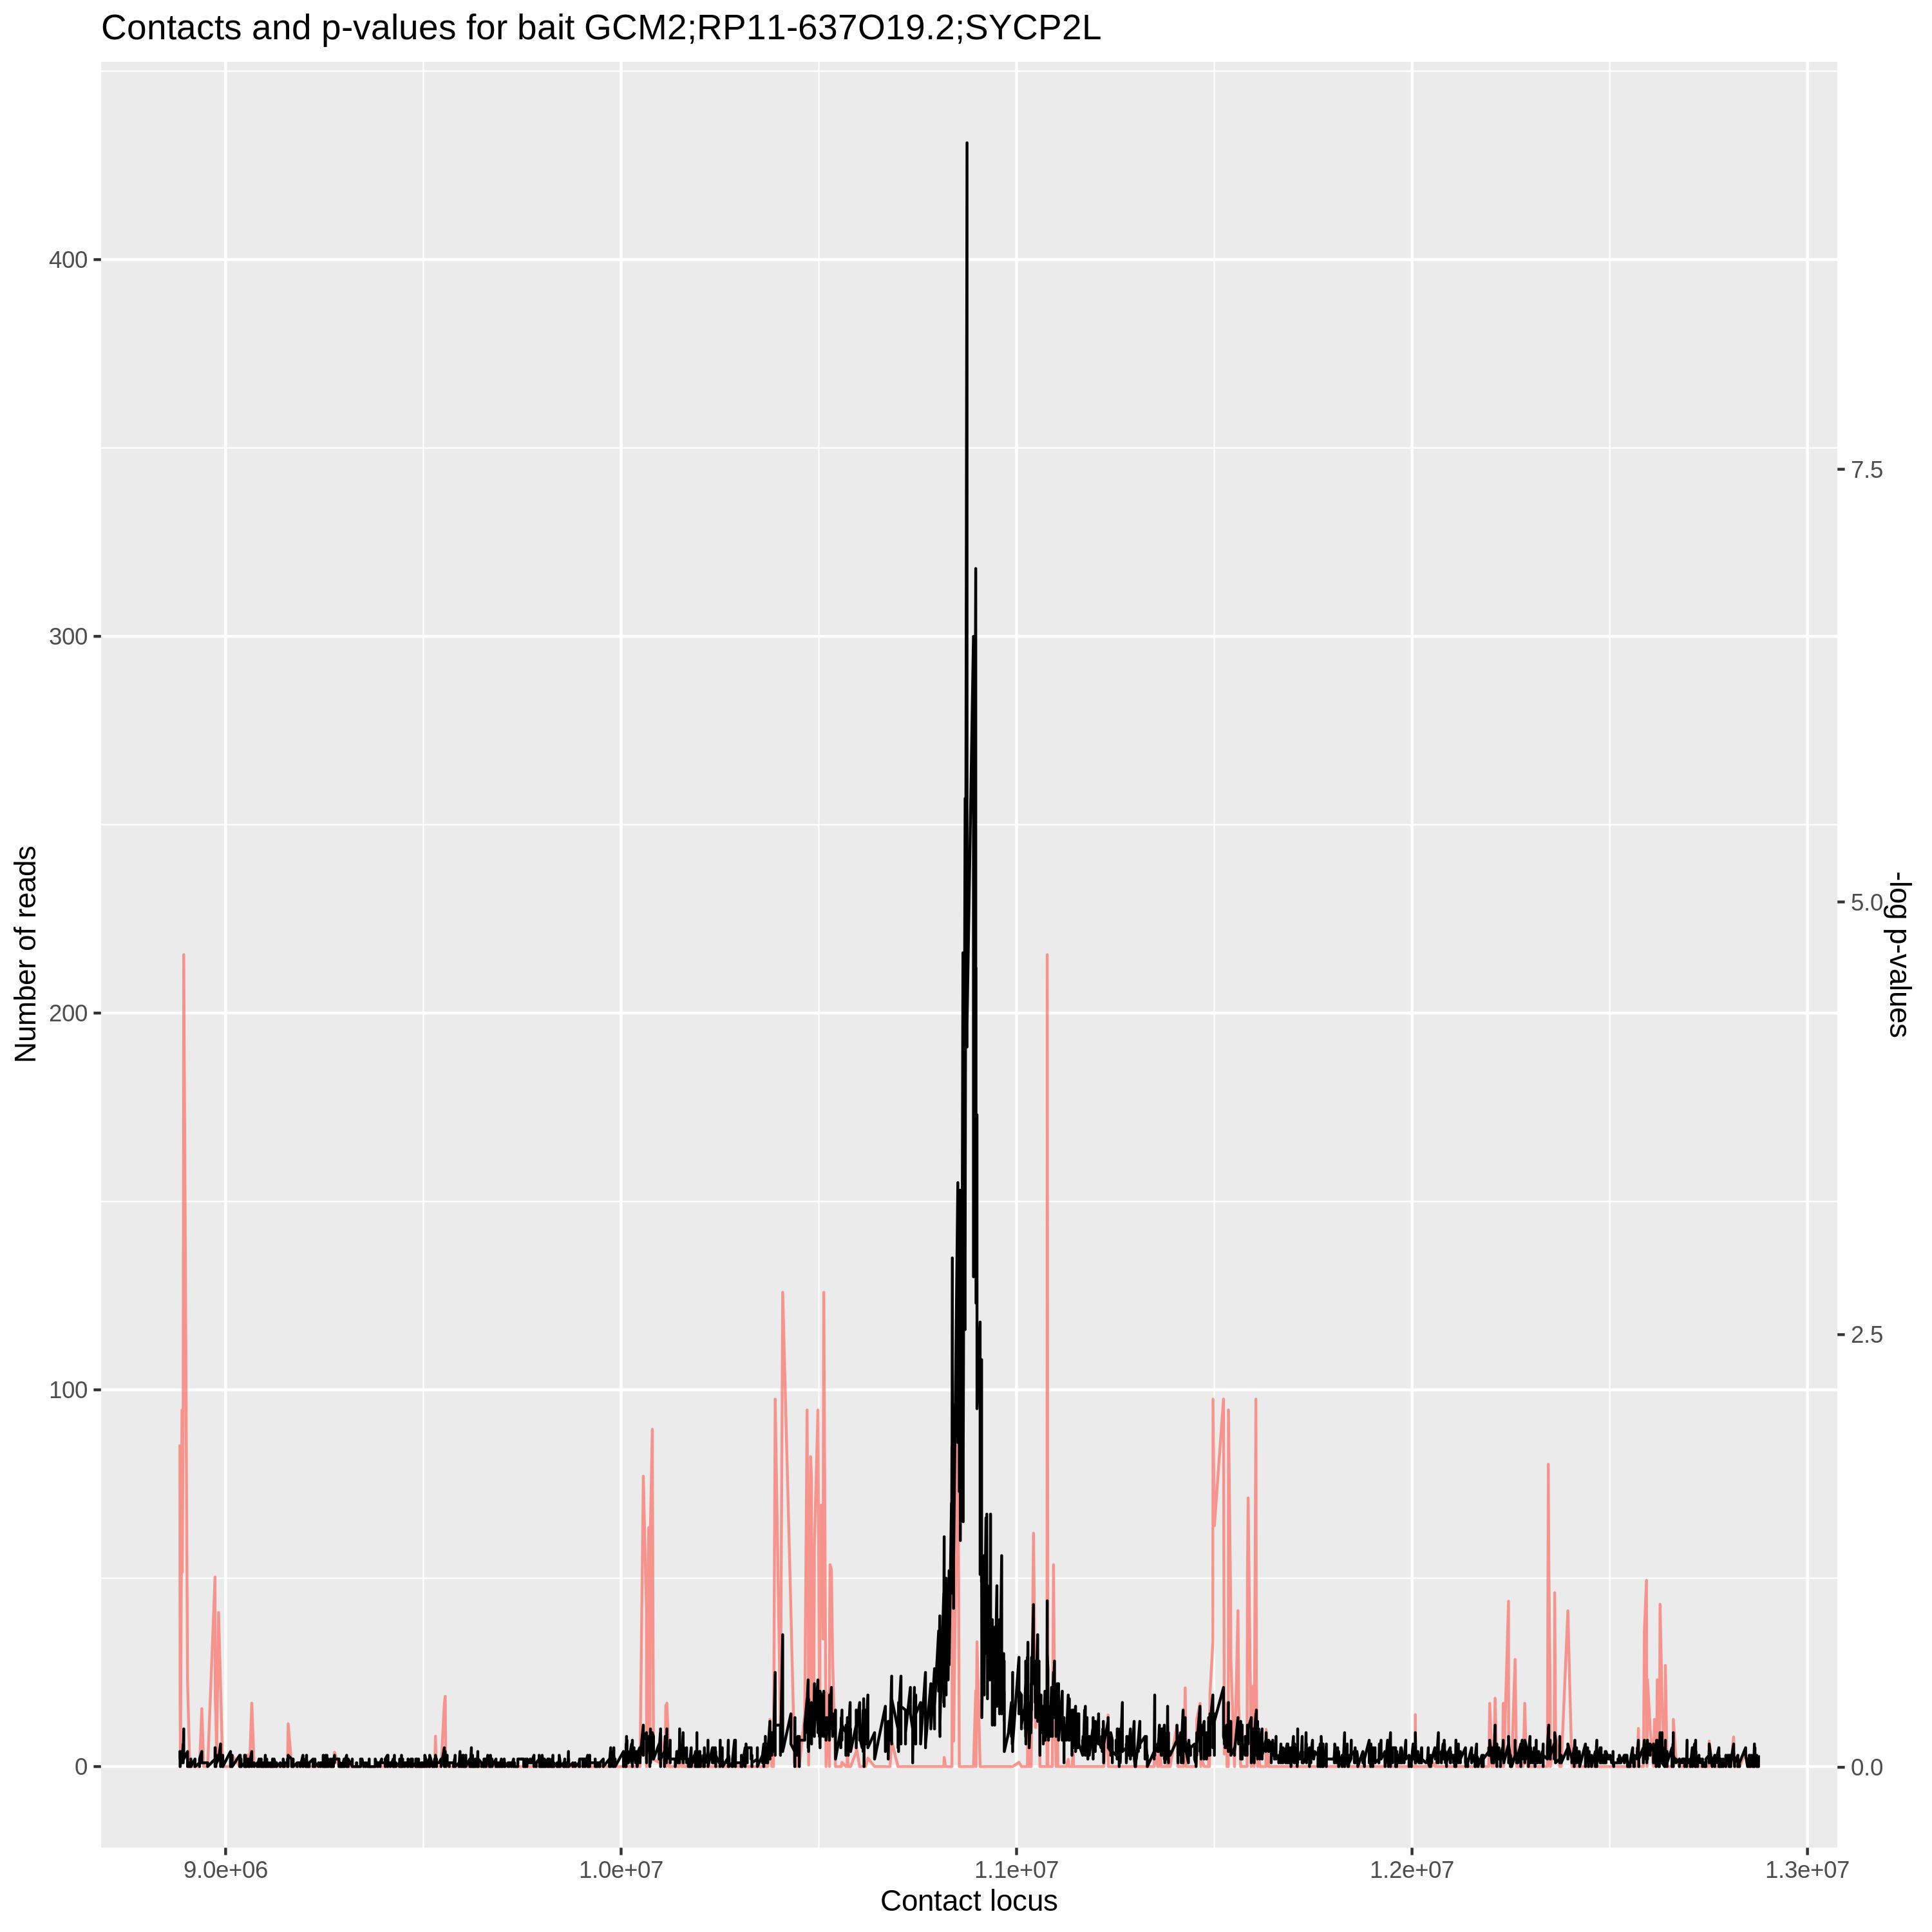 Contacts and p-values for bait GCM2;RP11-637O19.2;SYCP2L
400
300
200
100
0
Number of reads
7.5
5.0
2.5
0.0
-log p-values
9.0e+06 1.0e+07 1.1e+07 1.2e+07 1.3e+07
Contact locus